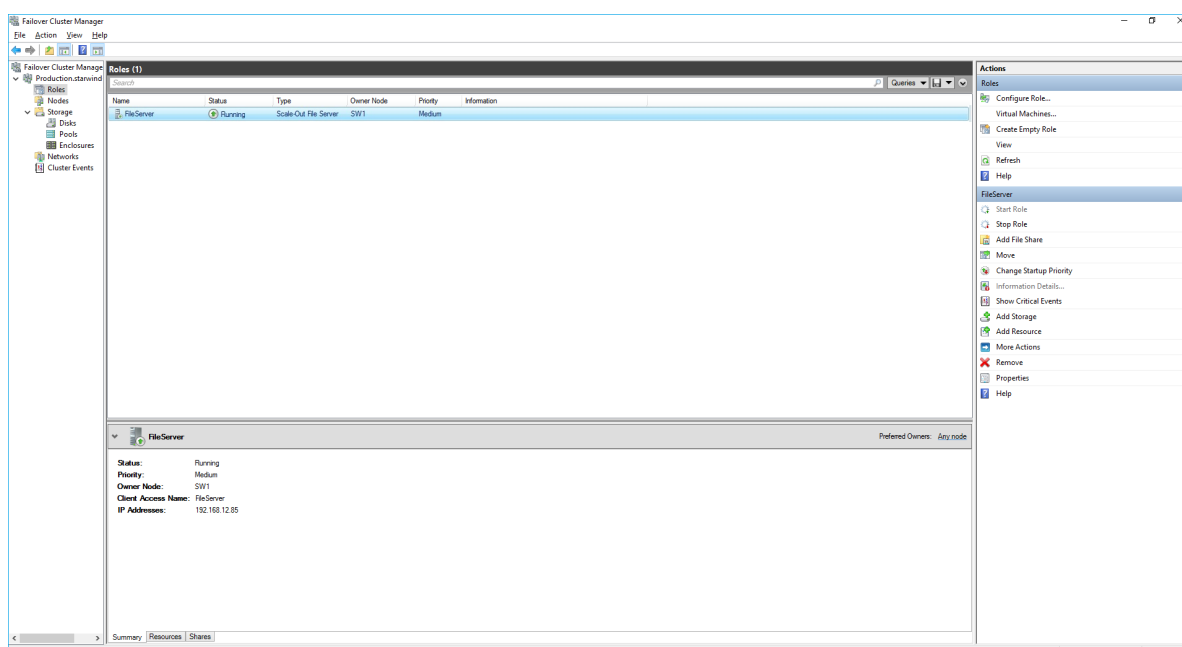 Failover Cluster Manager
File Action View Help
Failover Cluster Manage
Production.starwind
Roles
Nodes
Storage
Disks
Pools
Enclosures
Networks
Cluster Events
Roles (1)
Search
Queries
Name Status Type Owner Node Priority Information
FileServer Running Scale-Out File Server SW1 Medium
FileServer
Preferred Owners: Any node
Status: Running
Priority: Medium
Owner Node: SW1
Client Access Name: FileServer
IP Addresses: 192.168.12.85
Summary Resources Shares
Actions
Roles
Configure Role...
Virtual Machines...
Create Empty Role
View
Refresh
Help
FileServer
Start Role
Stop Role
Add File Share
Move
Change Startup Priority
Information Details...
Show Critical Events
Add Storage
Add Resource
More Actions
Remove
Properties
Help